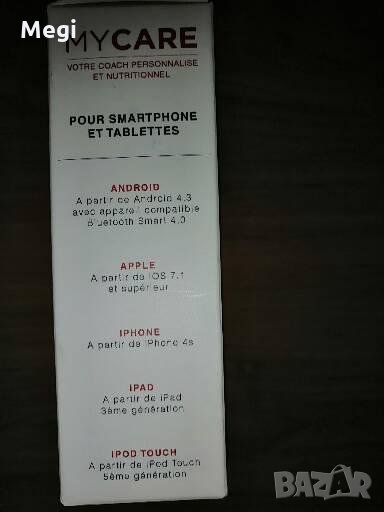 Megi
MYCARE
VOTRE COACH PERSONNALISE
ET NUTRITIONNEL
POUR SMARTPHONE
ET TABLETTES
ANDROID
A partir de Android 4.3
avec appareil compatible
Bluetooth Smart 4.0
APPLE
A partir de iOS 7.1
et supérieur
IPHONE
A partir de iPhone 4s
IPAD
A partir de iPad
3ème génération
IPOD TOUCH
A partir de iPod Touch
5ème génération
BAZAR